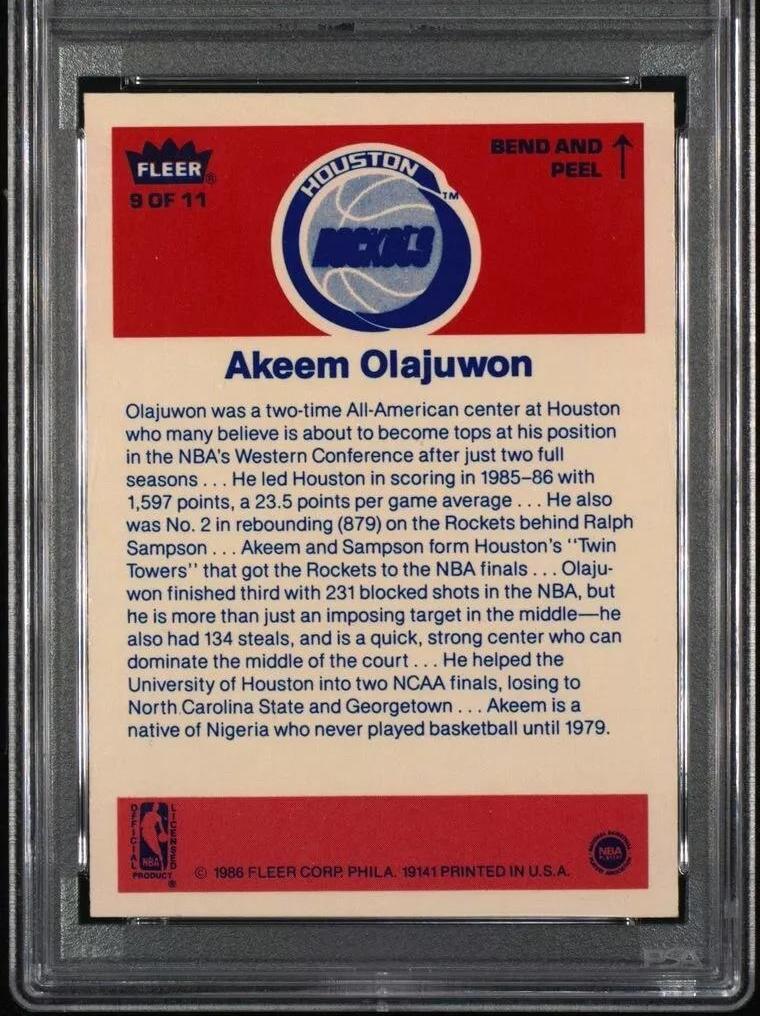 FLEER®
9 OF 11
HOUSTON
ROCKETS
TM
BEND AND
PEEL
Akeem Olajuwon
Olajuwon was a two-time All-American center at Houston
who many believe is about to become tops at his position
in the NBA's Western Conference after just two full
seasons . . . He led Houston in scoring in 1985–86 with
1,597 points, a 23.5 points per game average . . . He also
was No. 2 in rebounding (879) on the Rockets behind Ralph
Sampson . . . Akeem and Sampson form Houston's "Twin
Towers" that got the Rockets to the NBA finals . . . Olaju-
won finished third with 231 blocked shots in the NBA, but
he is more than just an imposing target in the middle—he
also had 134 steals, and is a quick, strong center who can
dominate the middle of the court . . . He helped the
University of Houston into two NCAA finals, losing to
North Carolina State and Georgetown . . . Akeem is a
native of Nigeria who never played basketball until 1979.
OFFICIAL
LICENSED
NBA
PRODUCT ®
© 1986 FLEER CORP. PHILA. 19141 PRINTED IN U.S.A.
NBA
PLAYERS
PSA